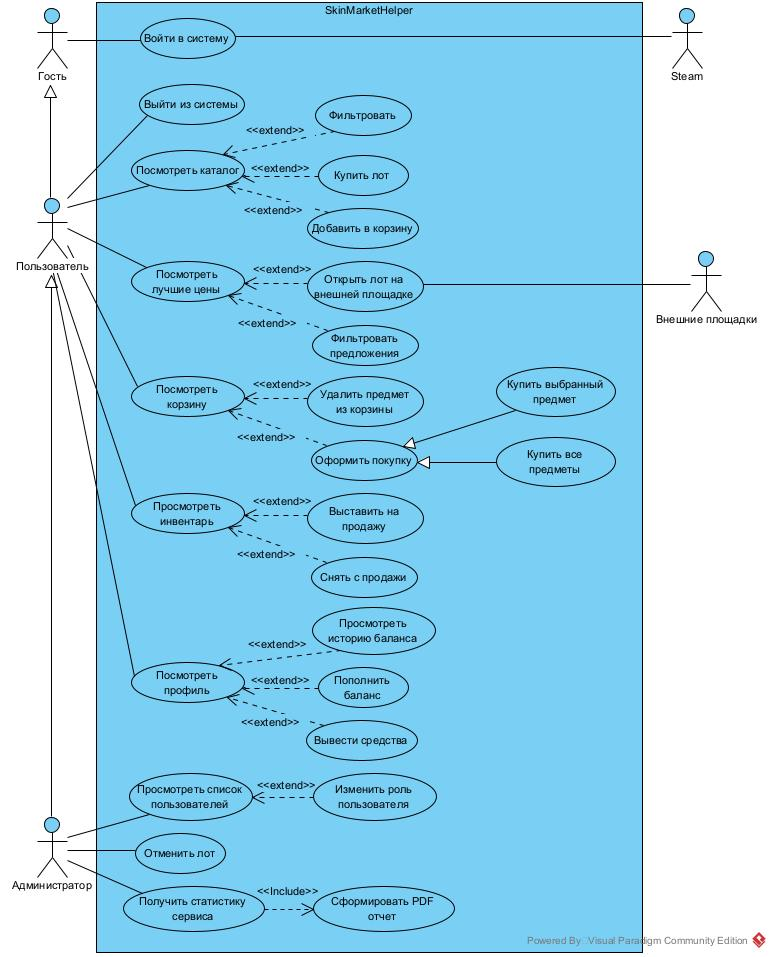 SkinMarketHelper
Войти в систему
Гость
Steam
Выйти из системы
Фильтровать
<<extend>>
Посмотреть каталог
<<extend>>
Купить лот
<<extend>>
Добавить в корзину
Пользователь
Посмотреть
лучшие цены
<<extend>>
Открыть лот на
внешней площадке
Внешние площадки
<<extend>>
Фильтровать
предложения
Посмотреть
корзину
<<extend>>
Удалить предмет
из корзины
Купить выбранный
предмет
<<extend>>
Оформить покупку
Купить все
предметы
Просмотреть
инвентарь
<<extend>>
Выставить на
продажу
<<extend>>
Снять с продажи
Просмотреть
историю баланса
<<extend>>
Посмотреть
профиль
<<extend>>
Пополнить
баланс
<<extend>>
Вывести средства
Просмотреть список
пользователей
<<extend>>
Изменить роль
пользователя
Отменить лот
Администратор
Получить статистику
сервиса
<<Include>>
Сформировать PDF
отчет
Powered By Visual Paradigm Community Edition